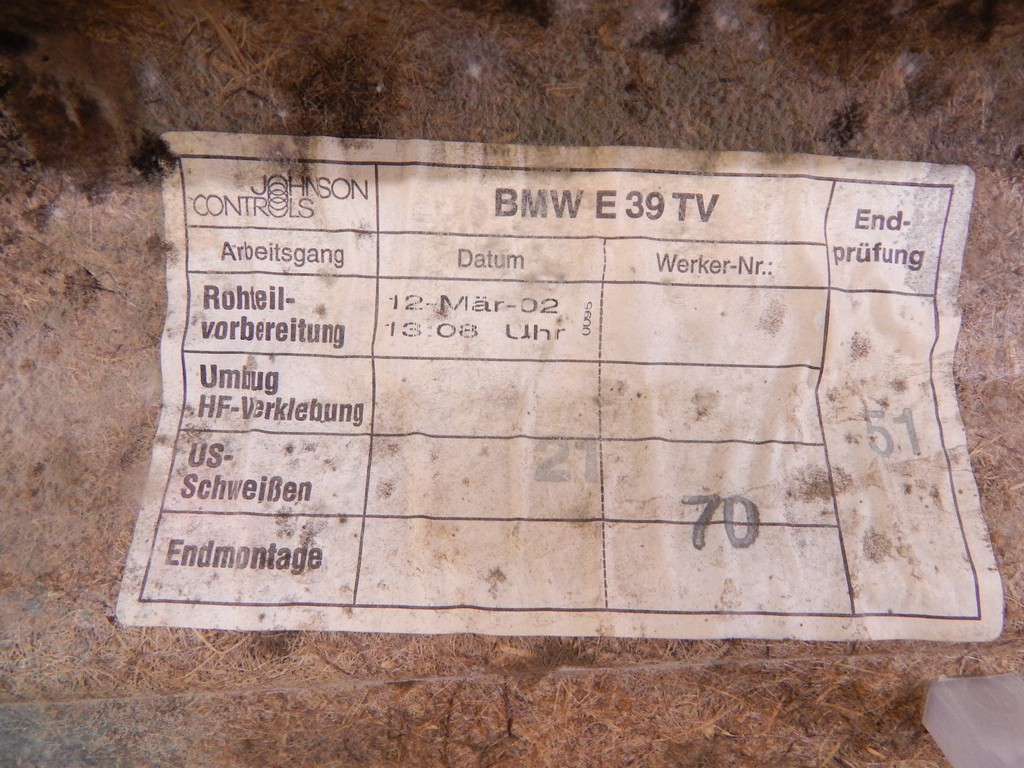 JOHNSON
CONTROLS
BMW E 39 TV
End-
prüfung
Arbeitsgang
Datum
Werker-Nr.:
Rohteil-
vorbereitung
12-Mär-02
13:08 Uhr
0095
Umbug
HF-Verklebung
US-
Schweißen
21
51
70
Endmontage